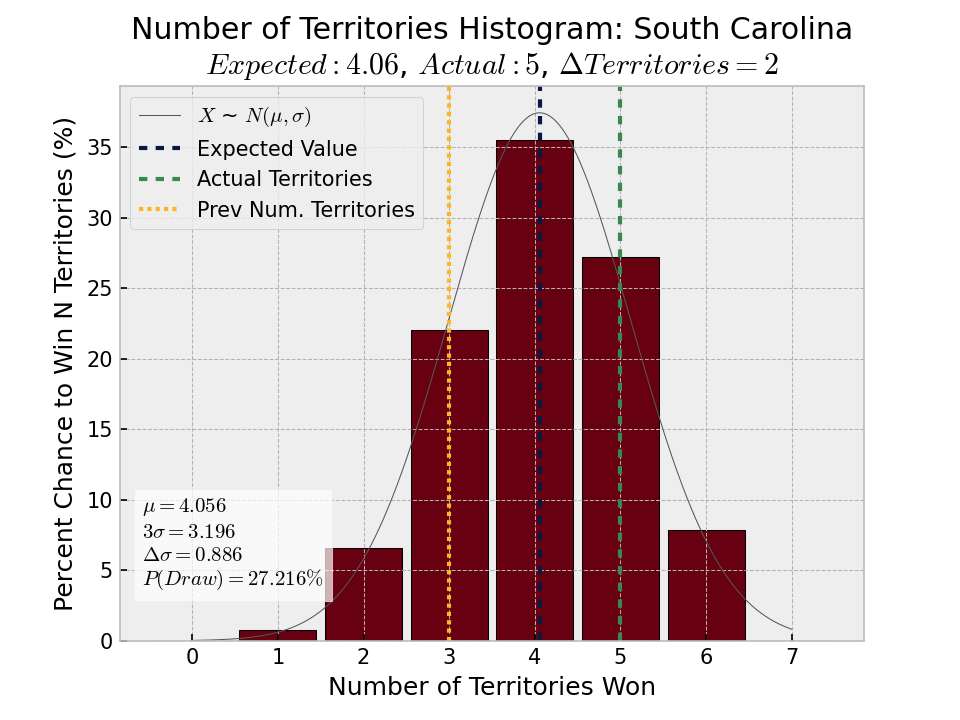 Number of Territories Histogram: South Carolina
Expected : 4.06, Actual : 5, ΔTerritories = 2
X ∼ N(μ, σ)
Expected Value
Actual Territories
Prev Num. Territories
Percent Chance to Win N Territories (%)
35
30
25
20
15
10
5
0
μ = 4.056
3σ = 3.196
Δσ = 0.886
P(Draw) = 27.216%
0 1 2 3 4 5 6 7
Number of Territories Won